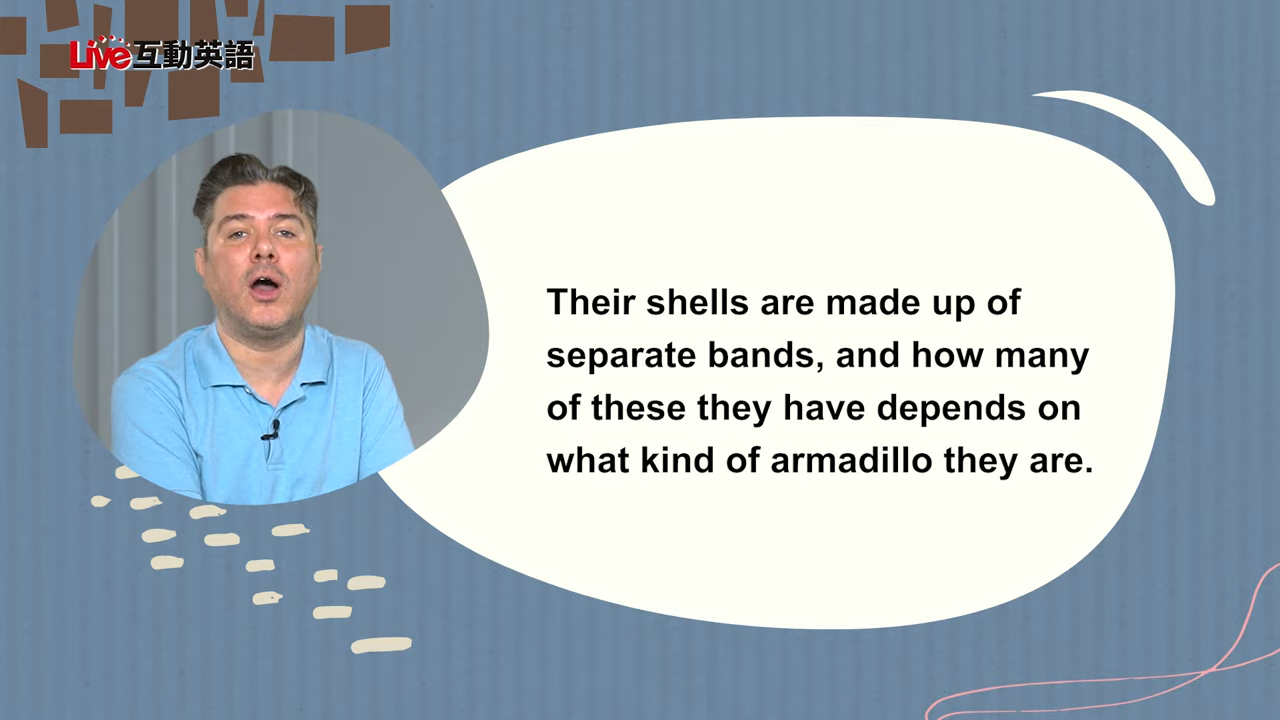 Live互動英語
Their shells are made up of
separate bands, and how many
of these they have depends on
what kind of armadillo they are.